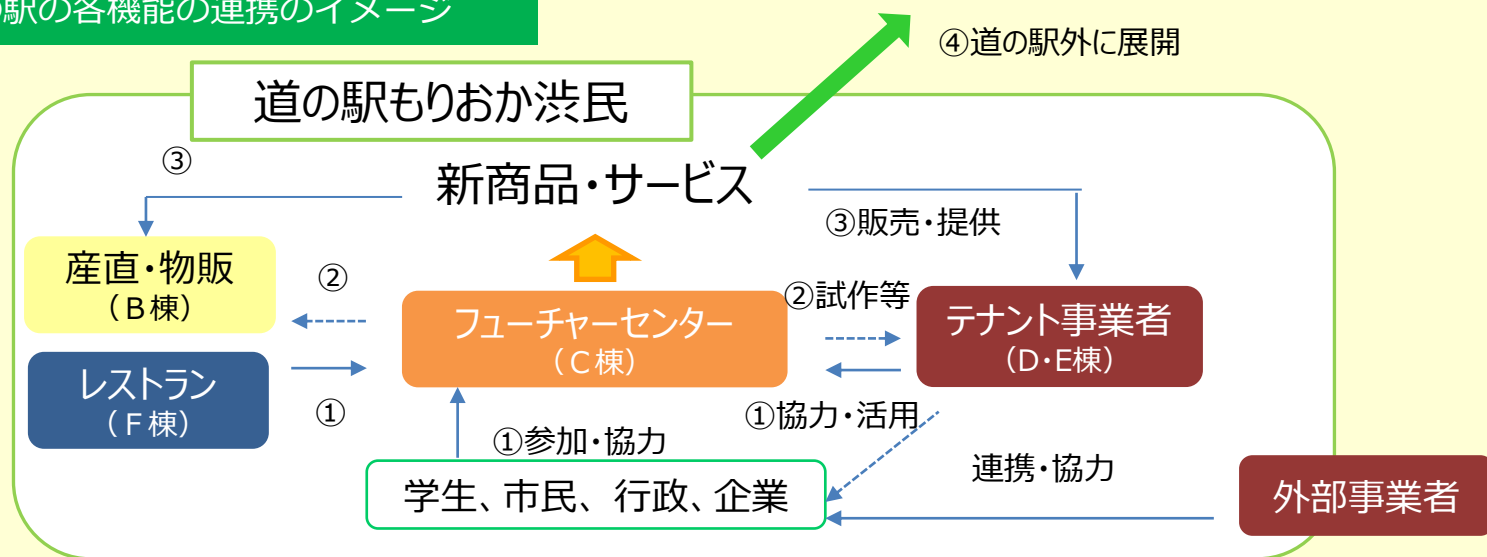 の駅の各機能の連携のイメージ
④道の駅外に展開
道の駅もりおか渋民
③
新商品・サービス
③販売・提供
産直・物販
（Ｂ棟）
②
②試作等
フューチャーセンター
（Ｃ棟）
テナント事業者
（D・E棟）
レストラン
（Ｆ棟）
①
①協力・活用
①参加・協力
連携・協力
学生、市民、行政、企業
外部事業者